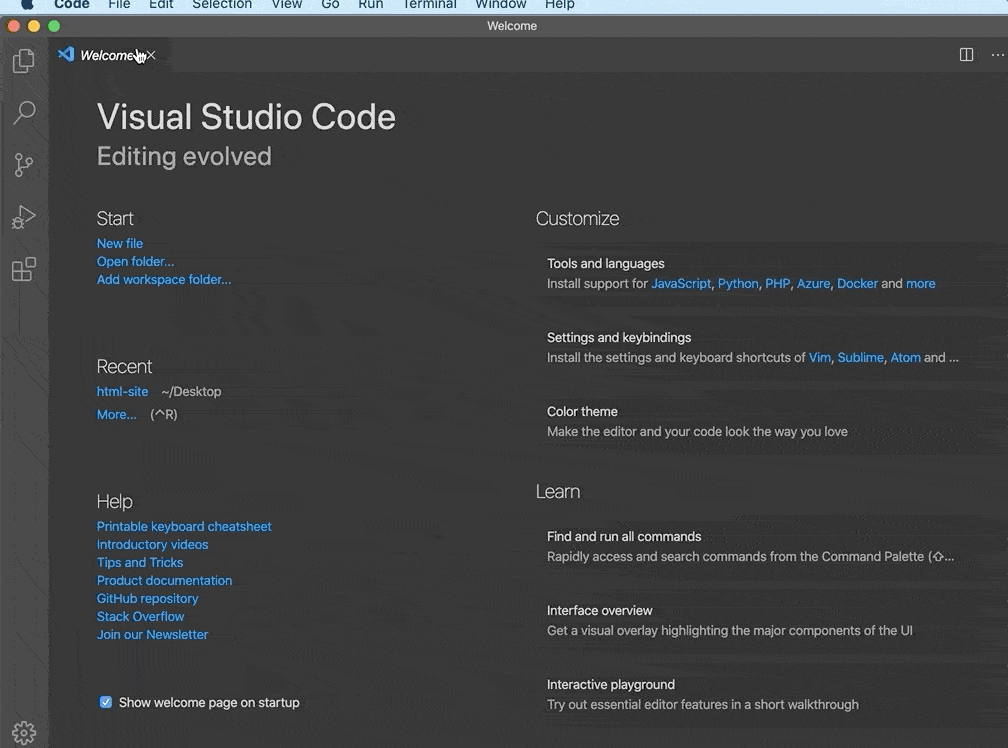 Code File Edit Selection View Go Run Terminal Window Help
Welcome
Welcome
Visual Studio Code
Editing evolved
Start
New file
Open folder...
Add workspace folder...
Recent
html-site ~/Desktop
More... (^R)
Help
Printable keyboard cheatsheet
Introductory videos
Tips and Tricks
Product documentation
GitHub repository
Stack Overflow
Join our Newsletter
Show welcome page on startup
Customize
Tools and languages
Install support for JavaScript, Python, PHP, Azure, Docker and more
Settings and keybindings
Install the settings and keyboard shortcuts of Vim, Sublime, Atom and ...
Color theme
Make the editor and your code look the way you love
Learn
Find and run all commands
Rapidly access and search commands from the Command Palette (⇧...
Interface overview
Get a visual overlay highlighting the major components of the UI
Interactive playground
Try out essential editor features in a short walkthrough